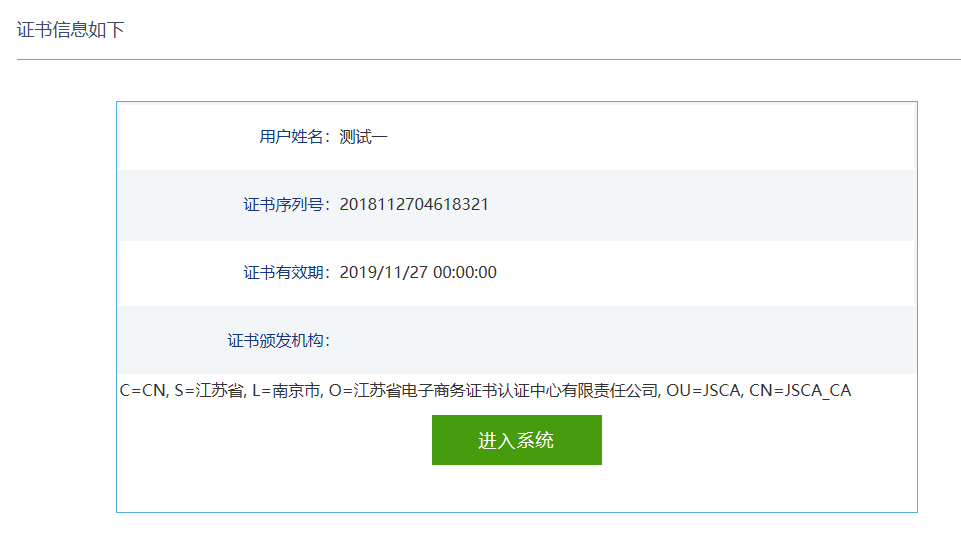 证书信息如下
用户姓名：测试一
证书序列号：2018112704618321
证书有效期：2019/11/27 00:00:00
证书颁发机构：
C=CN, S=江苏省, L=南京市, O=江苏省电子商务证书认证中心有限责任公司, OU=JSCA, CN=JSCA_CA
进入系统